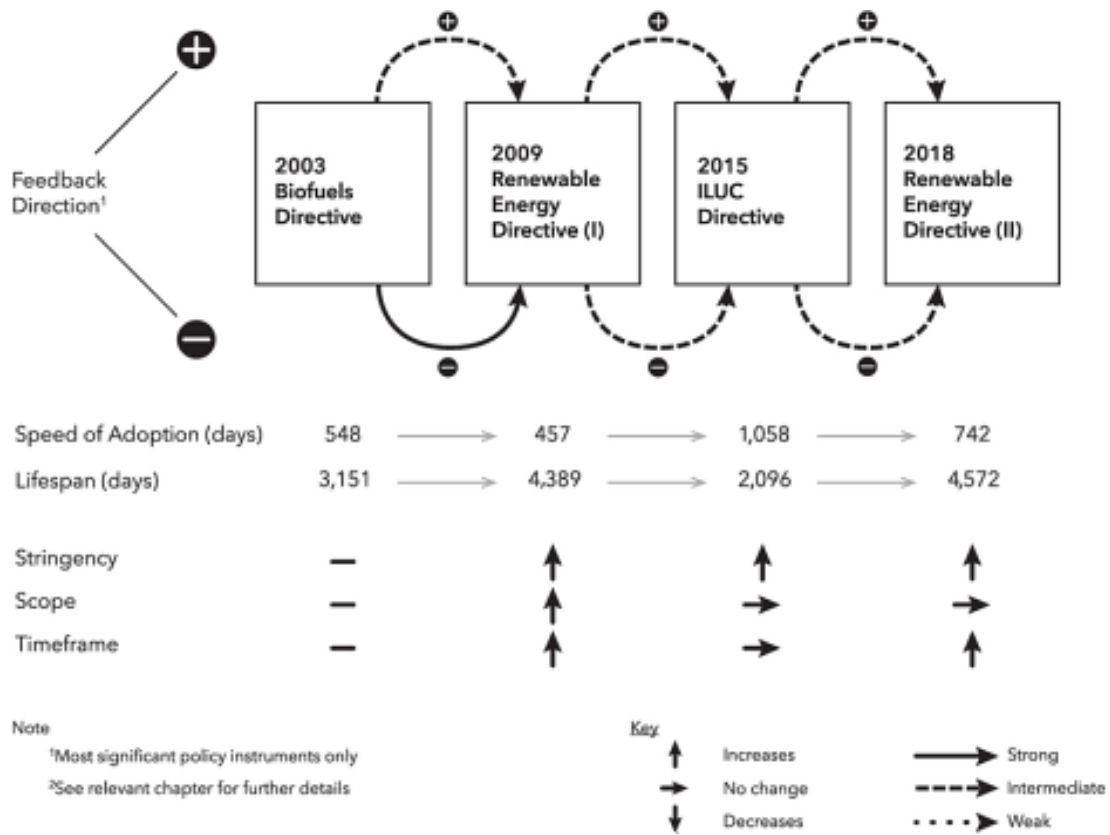 Feedback
Direction¹
+
−
+
+
+
2003
Biofuels
Directive
2009
Renewable
Energy
Directive (I)
2015
ILUC
Directive
2018
Renewable
Energy
Directive (II)
−
−
−
Speed of Adoption (days) 548 457 1,058 742
Lifespan (days) 3,151 4,389 2,096 4,572
Stringency –
Scope –
Timeframe –
Note
¹Most significant policy instruments only
²See relevant chapter for further details
Key
Increases
No change
Decreases
Strong
Intermediate
Weak